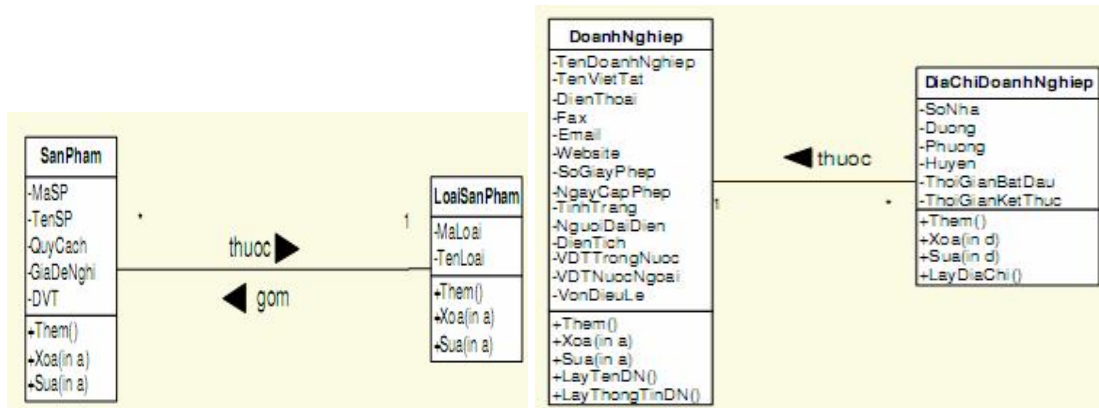 SanPham
-MaSP
-TenSP
-QuyCach
-GiaDeNghi
-DVT
+Them()
+Xoa(in a)
+Sua(in a)
*
1
thuoc
gom
LoaiSanPham
-MaLoai
-TenLoai
+Them()
+Xoa(in a)
+Sua(in a)
DoanhNghiep
-TenDoanhNghiep
-TenVietTat
-DienThoai
-Fax
-Email
-Website
-SoGiayPhep
-NgayCapPhep
-TinhTrang
-NguoiDaiDien
-DienTich
-VDTTrongNuoc
-VDTNuocNgoai
-VonDieuLe
+Them()
+Xoa(in a)
+Sua(in a)
+LayTenDN()
+LayThongTinDN()
thuoc
1
*
DiaChiDoanhNghiep
-SoNha
-Duong
-Phuong
-Huyen
-ThoiGianBatDau
-ThoiGianKetThuc
+Them()
+Xoa(in d)
+Sua(in d)
+LayDiaChi()